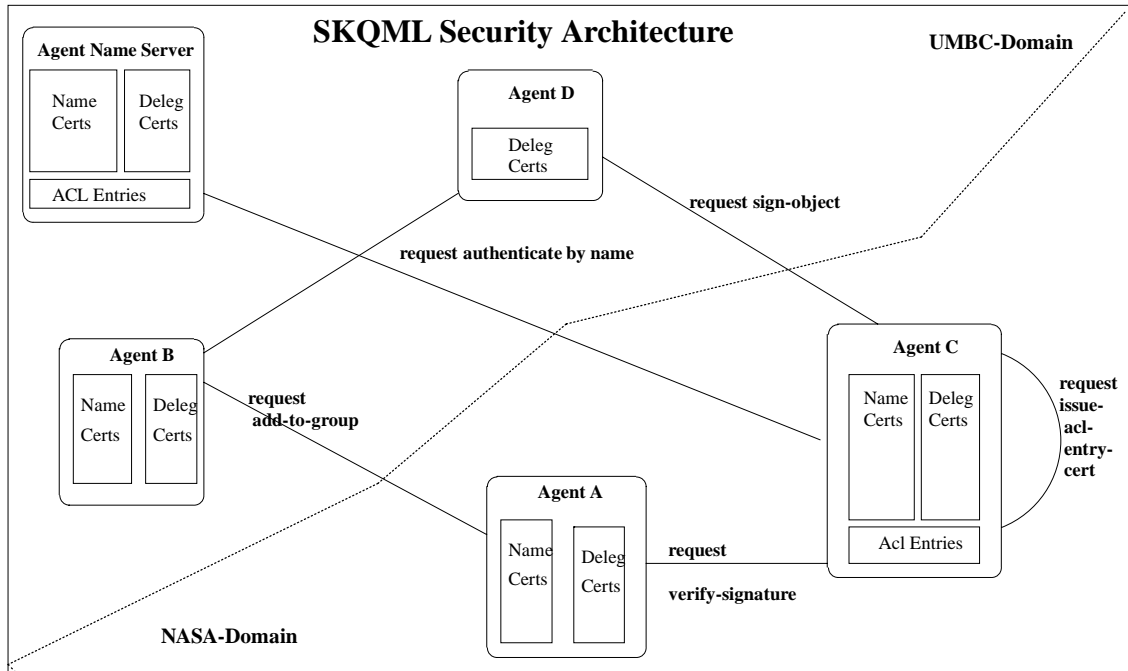 SKQML Security Architecture
UMBC-Domain
Agent Name Server
Name
Certs
Deleg
Certs
ACL Entries
Agent D
Deleg
Certs
request sign-object
request authenticate by name
Agent B
Name
Certs
Deleg
Certs
request
add-to-group
Agent C
Name
Certs
Deleg
Certs
Acl Entries
request
issue-
acl-
entry-
cert
Agent A
Name
Certs
Deleg
Certs
request
verify-signature
NASA-Domain